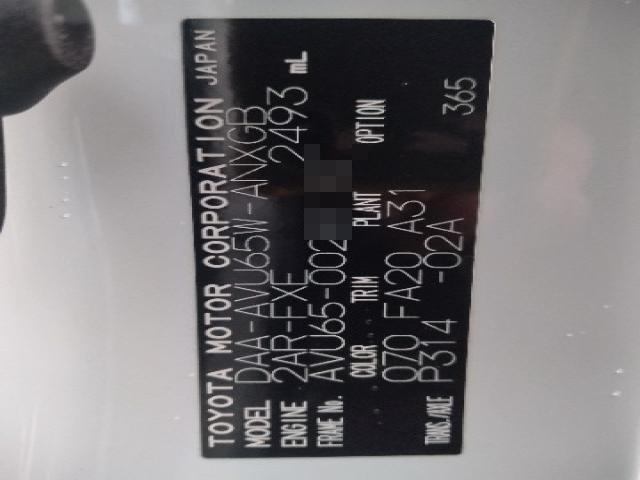 TOYOTA MOTOR CORPORATION JAPAN
MODEL DAA-AVU65W-ANXGB
ENGINE 2AR-FXE 2493 mL
FRAME No. AVU65-002
COLOR TRIM PLANT OPTION
070 FA20 A31
TRANS./AXLE P314 -02A 365